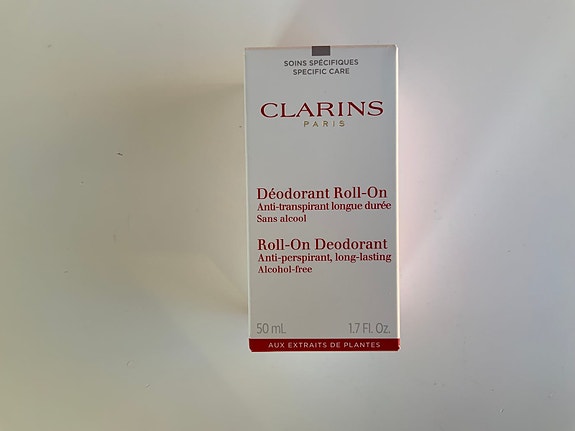 SOINS SPÉCIFIQUES
SPECIFIC CARE
CLARINS
PARIS
Déodorant Roll-On
Anti-transpirant longue durée
Sans alcool
Roll-On Deodorant
Anti-perspirant, long-lasting
Alcohol-free
50 mL 1.7 Fl. Oz.
AUX EXTRAITS DE PLANTES